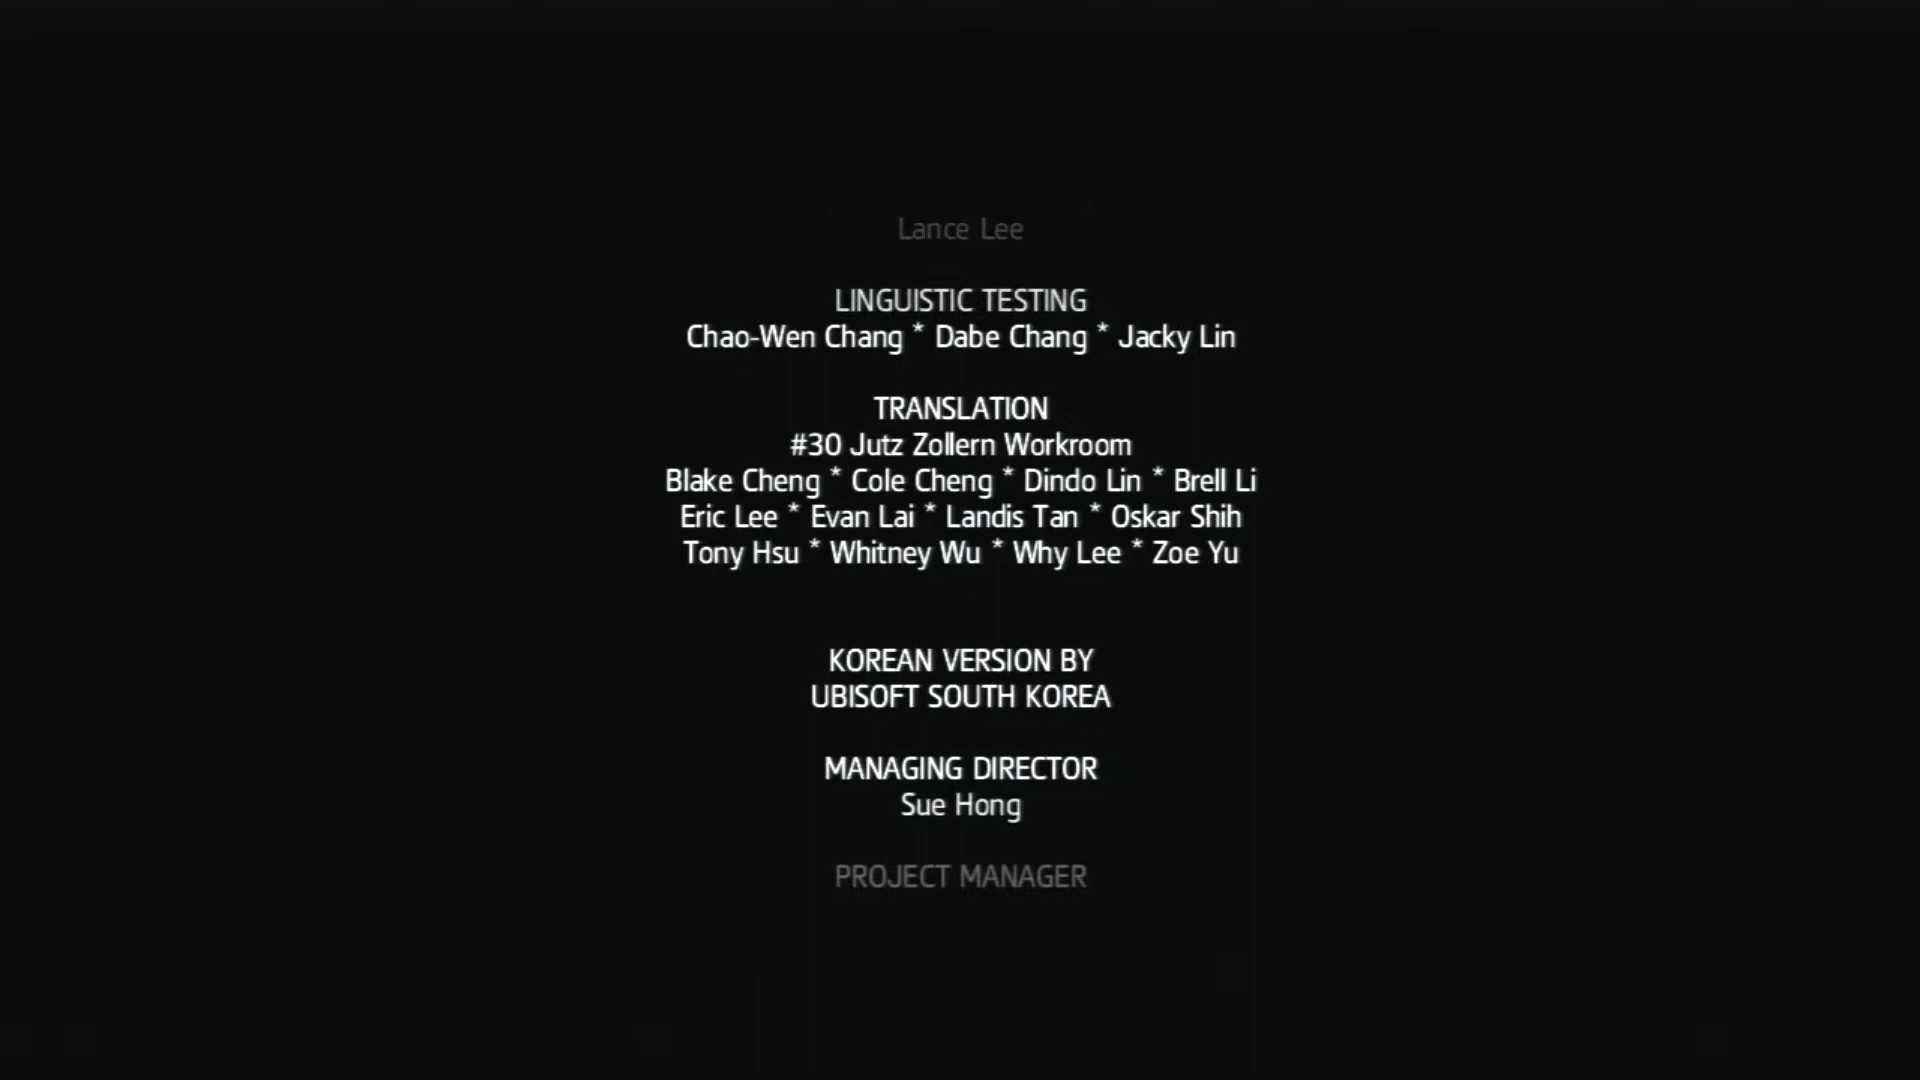 Lance Lee
LINGUISTIC TESTING
Chao-Wen Chang * Dabe Chang * Jacky Lin
TRANSLATION
#30 Jutz Zollern Workroom
Blake Cheng * Cole Cheng * Dindo Lin * Brell Li
Eric Lee * Evan Lai * Landis Tan * Oskar Shih
Tony Hsu * Whitney Wu * Why Lee * Zoe Yu
KOREAN VERSION BY
UBISOFT SOUTH KOREA
MANAGING DIRECTOR
Sue Hong
PROJECT MANAGER